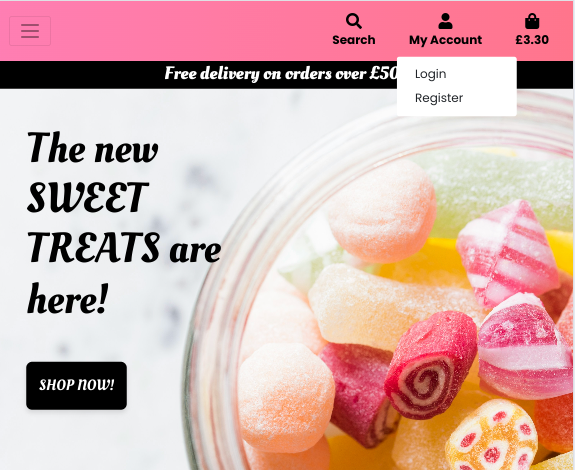 Search
My Account
£3.30
Free delivery on orders over £50
Login
Register
The new
SWEET
TREATS are
here!
SHOP NOW!